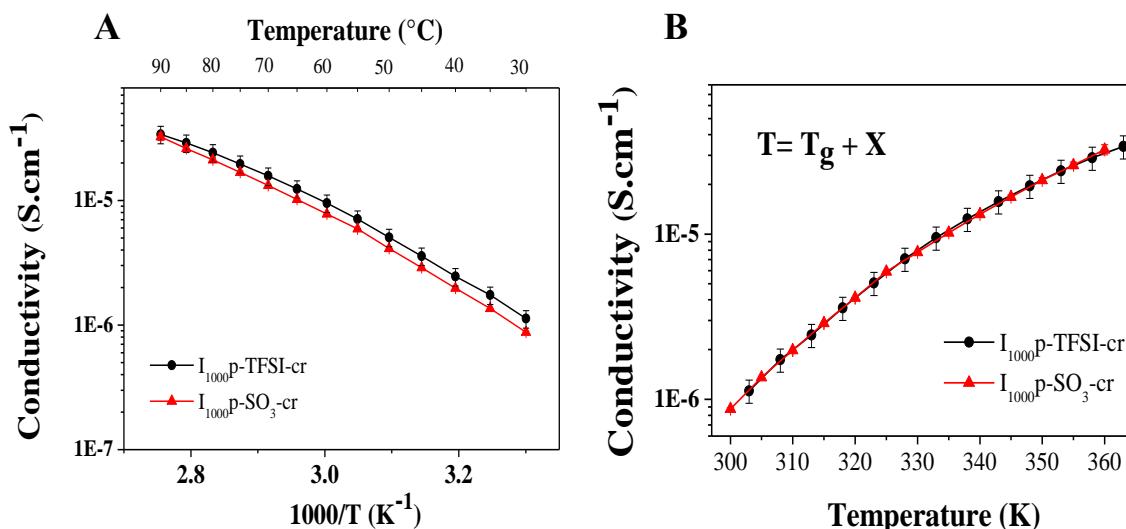 A
Temperature (°C)
90 80 70 60 50 40 30
Conductivity (S.cm⁻¹)
1E-5
1E-6
1E-7
I₁₀₀₀p-TFSI-cr
I₁₀₀₀p-SO₃-cr
2.8 3.0 3.2
1000/T (K⁻¹)
B
T= Tg + X
Conductivity (S.cm⁻¹)
1E-5
1E-6
I₁₀₀₀p-TFSI-cr
I₁₀₀₀p-SO₃-cr
300 310 320 330 340 350 360
Temperature (K)